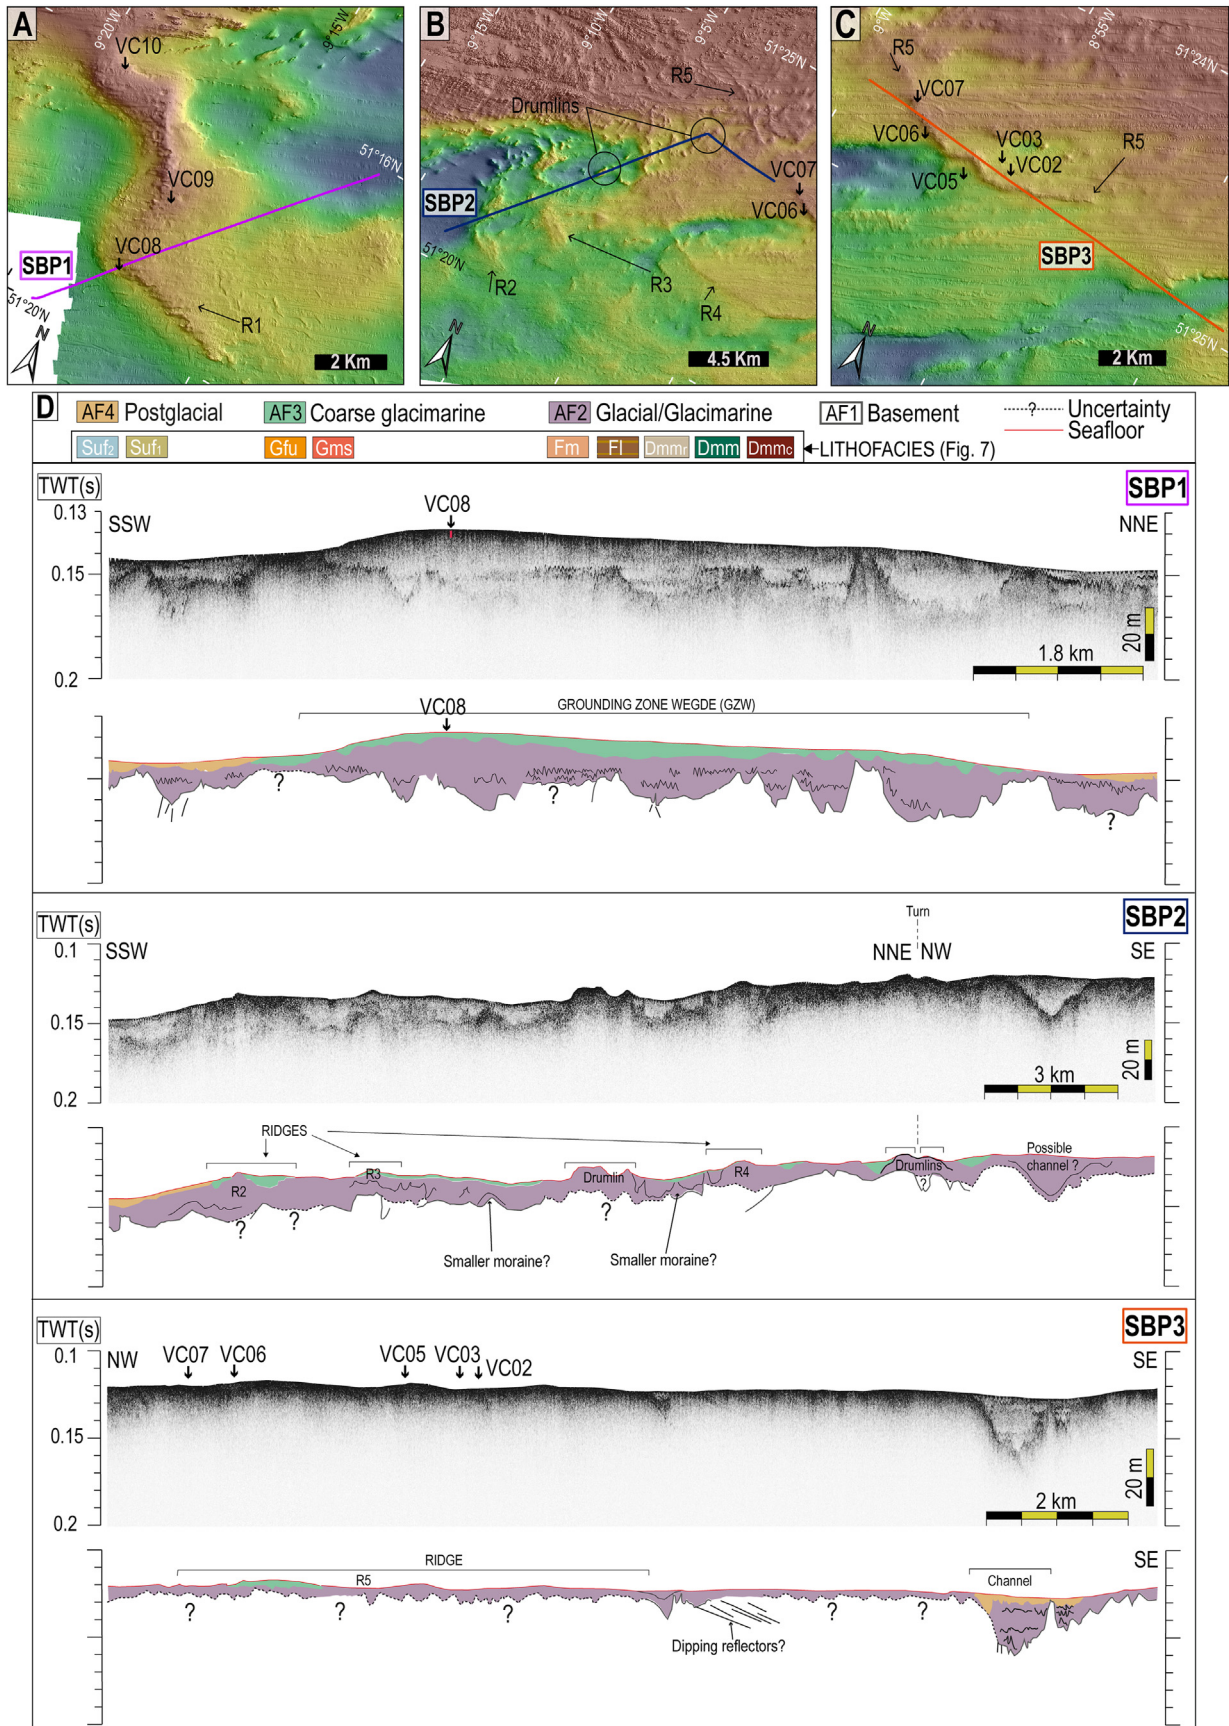 A
9°20'W
9°15'W
VC10
VC09
51°16'N
VC08
SBP1
51°20'N
R1
N
2 Km
B
9°15'W
9°10'W
9°5'W
51°25'N
R5
Drumlins
VC07
SBP2
VC06
51°20'N
R2
R3
R4
N
4.5 Km
C
9°W
8°55'W
51°24'N
R5
VC07
VC06
VC03
VC02
R5
VC05
SBP3
51°25'N
N
2 Km
D
AF4 Postglacial
AF3 Coarse glacimarine
AF2 Glacial/Glacimarine
AF1 Basement
? Uncertainty
Seafloor
Suf2 Suf1 Gfu Gms Fm Fl Dmmr Dmm Dmmc LITHOFACIES (Fig. 7)
TWT(s)
SBP1
0.13
SSW
VC08
NNE
0.15
20 m
1.8 km
0.2
GROUNDING ZONE WEGDE (GZW)
VC08
?
?
?
TWT(s)
SBP2
Turn
0.1
SSW
NNE NW
SE
0.15
20 m
3 km
0.2
RIDGES
R2
R3
Drumlin
R4
Drumlins
Possible
channel ?
?
?
?
?
Smaller moraine?
Smaller moraine?
TWT(s)
SBP3
0.1
NW
VC07
VC06
VC05
VC03
VC02
SE
0.15
20 m
2 km
0.2
RIDGE
SE
R5
Channel
?
?
?
?
?
Dipping reflectors?